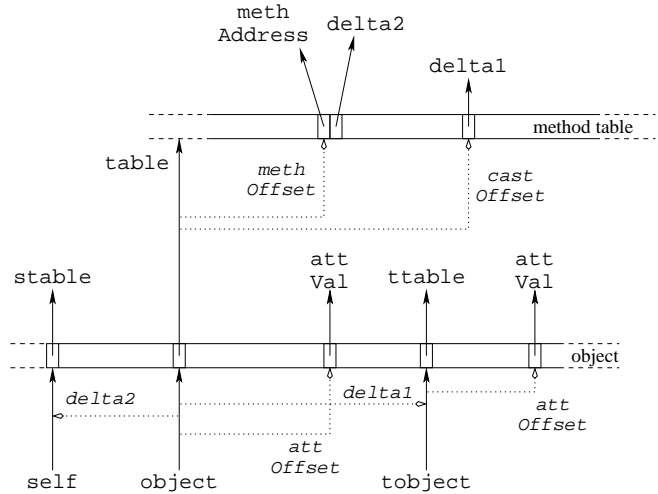 meth
Address
delta2
delta1
method table
table
meth
Offset
cast
Offset
stable
att
Val
ttable
att
Val
object
delta2
delta1
att
Offset
att
Offset
self
object
tobject